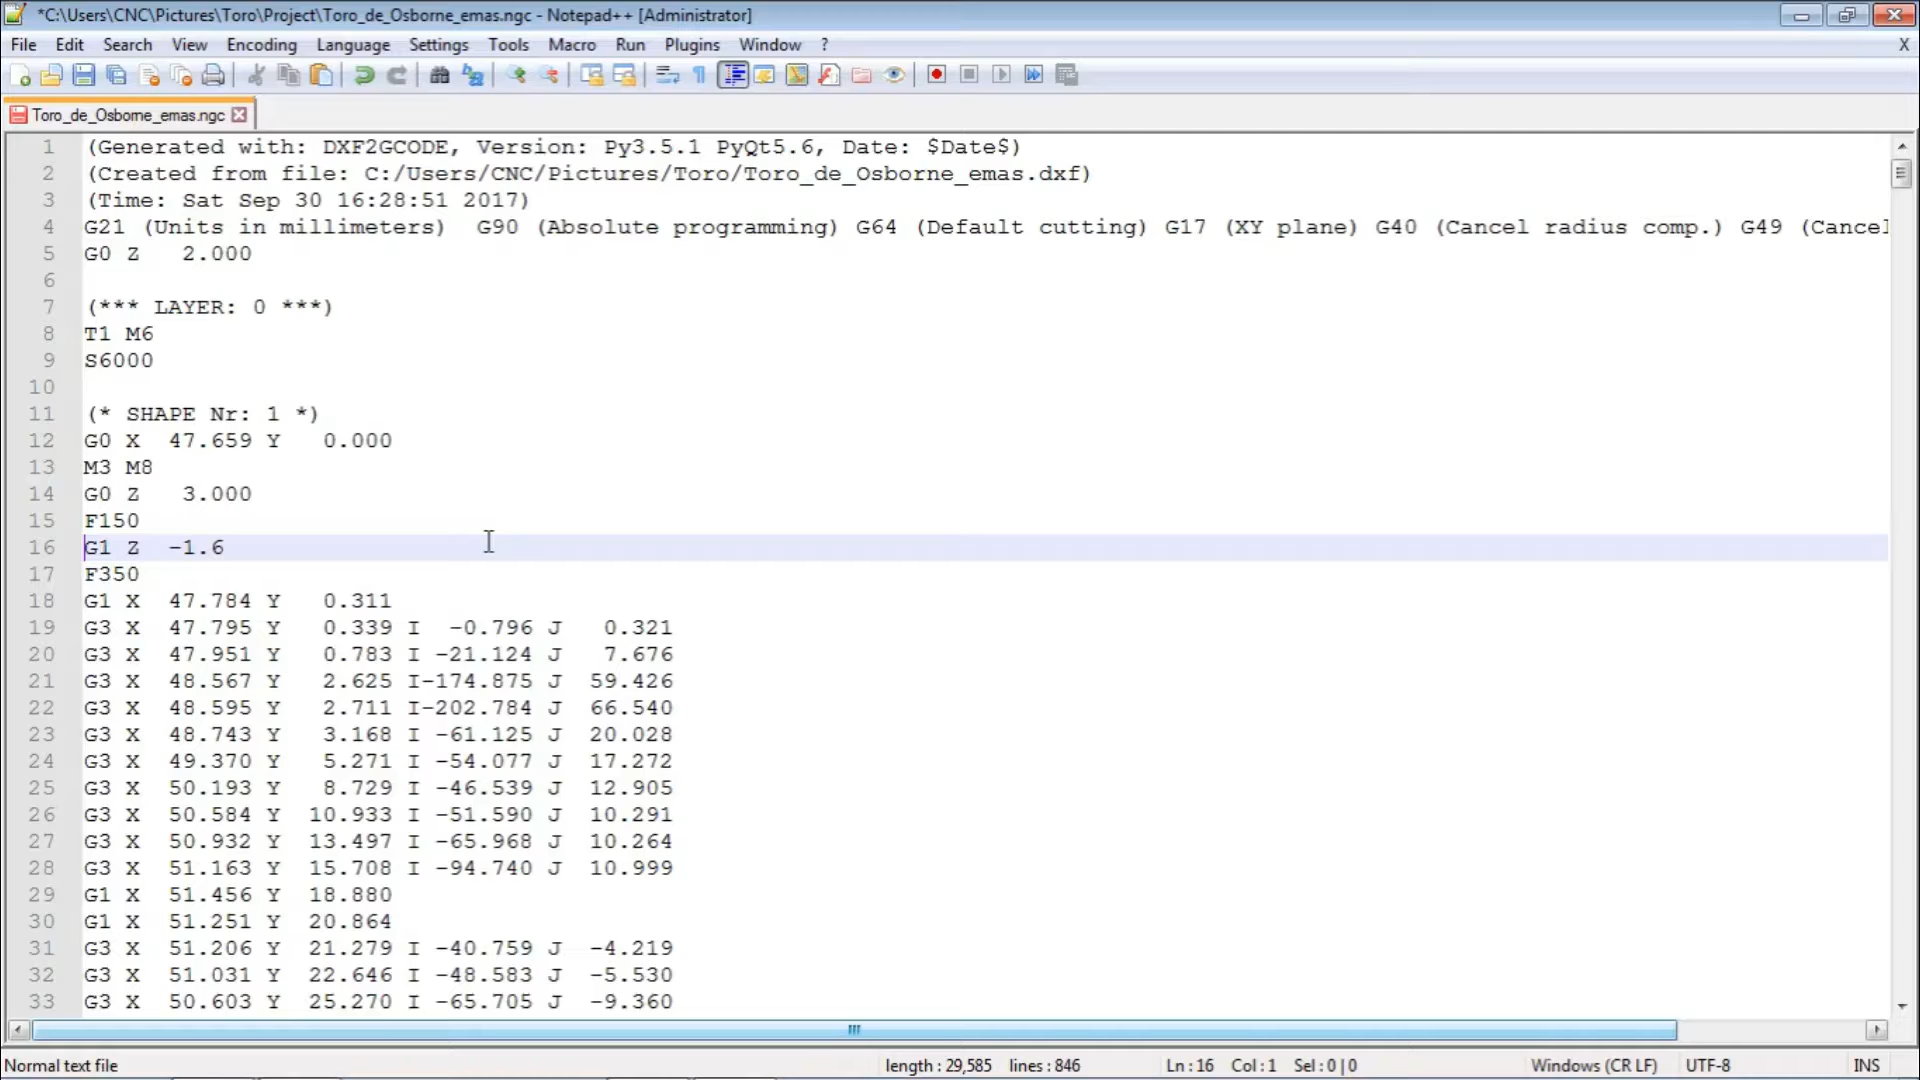 *C:\Users\CNC\Pictures\Toro\Project\Toro_de_Osborne_emas.ngc - Notepad++ [Administrator]
File Edit Search View Encoding Language Settings Tools Macro Run Plugins Window ? X
Toro_de_Osborne_emas.ngc
1 (Generated with: DXF2GCODE, Version: Py3.5.1 PyQt5.6, Date: $Date$)
2 (Created from file: C:/Users/CNC/Pictures/Toro/Toro_de_Osborne_emas.dxf)
3 (Time: Sat Sep 30 16:28:51 2017)
4 G21 (Units in millimeters)  G90 (Absolute programming) G64 (Default cutting) G17 (XY plane) G40 (Cancel radius comp.) G49 (Cancel
5 G0 Z   2.000
6
7 (*** LAYER: 0 ***)
8 T1 M6
9 S6000
10
11 (* SHAPE Nr: 1 *)
12 G0 X  47.659 Y   0.000
13 M3 M8
14 G0 Z   3.000
15 F150
16 G1 Z  -1.6
17 F350
18 G1 X  47.784 Y   0.311
19 G3 X  47.795 Y   0.339 I  -0.796 J   0.321
20 G3 X  47.951 Y   0.783 I -21.124 J   7.676
21 G3 X  48.567 Y   2.625 I-174.875 J  59.426
22 G3 X  48.595 Y   2.711 I-202.784 J  66.540
23 G3 X  48.743 Y   3.168 I -61.125 J  20.028
24 G3 X  49.370 Y   5.271 I -54.077 J  17.272
25 G3 X  50.193 Y   8.729 I -46.539 J  12.905
26 G3 X  50.584 Y  10.933 I -51.590 J  10.291
27 G3 X  50.932 Y  13.497 I -65.968 J  10.264
28 G3 X  51.163 Y  15.708 I -94.740 J  10.999
29 G1 X  51.456 Y  18.880
30 G1 X  51.251 Y  20.864
31 G3 X  51.206 Y  21.279 I -40.759 J  -4.219
32 G3 X  51.031 Y  22.646 I -48.583 J  -5.530
33 G3 X  50.603 Y  25.270 I -65.705 J  -9.360
Normal text file length : 29,585 lines : 846 Ln : 16 Col : 1 Sel : 0 | 0 Windows (CR LF) UTF-8 INS